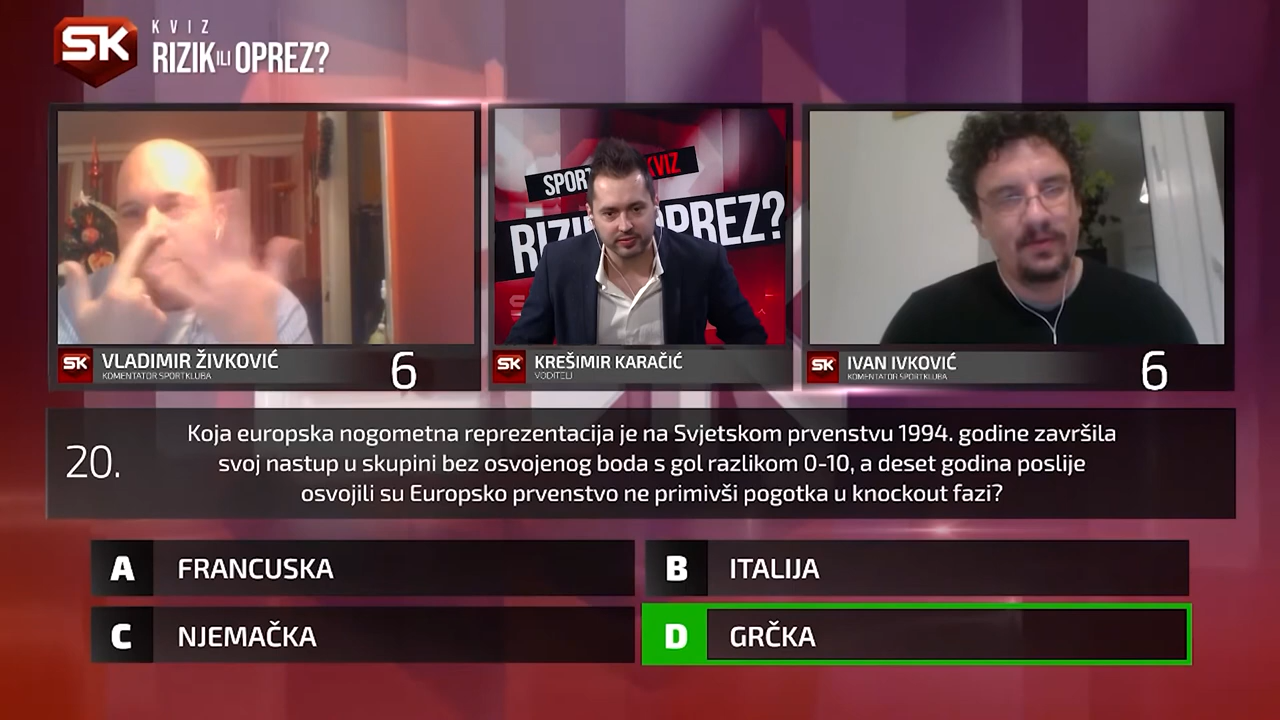 SK
KVIZ
RIZIK ILI OPREZ?
SPORT
KVIZ
OPREZ?
SK
VLADIMIR ŽIVKOVIĆ
KOMENTATOR SPORTKLUBA
6
SK
KREŠIMIR KARAČIĆ
VODITELJ
SK
IVAN IVKOVIĆ
KOMENTATOR SPORTKLUBA
6
20.
Koja europska nogometna reprezentacija je na Svjetskom prvenstvu 1994. godine završila
svoj nastup u skupini bez osvojenog boda s gol razlikom 0-10, a deset godina poslije
osvojili su Europsko prvenstvo ne primivši pogotka u knockout fazi?
A FRANCUSKA
B ITALIJA
C NJEMAČKA
D GRČKA